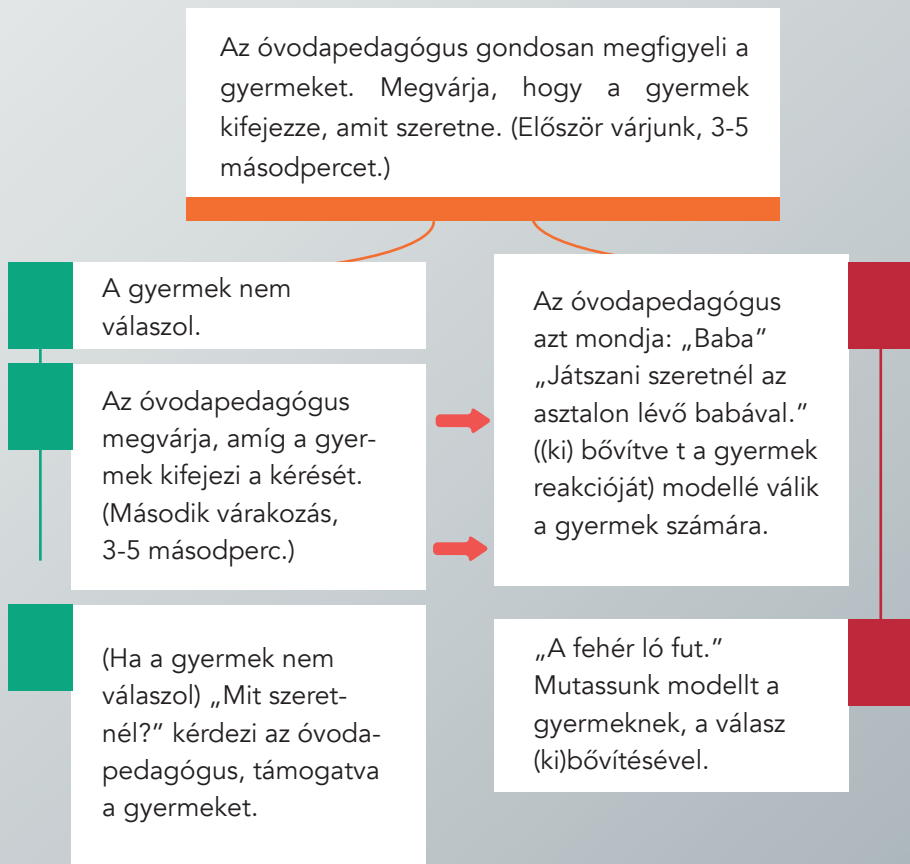 Az óvodapedagógus gondosan megfigyeli a
gyermeket. Megvárja, hogy a gyermek
kifejezze, amit szeretne. (Először várjunk, 3-5
másodpercet.)
A gyermek nem
válaszol.
Az óvodapedagógus
megvárja, amíg a gyer-
mek kifejezi a kérését.
(Második várakozás,
3-5 másodperc.)
(Ha a gyermek nem
válaszol) „Mit szeret-
nél?” kérdezi az óvoda-
pedagógus, támogatva
a gyermeket.
Az óvodapedagógus
azt mondja: „Baba”
„Játszani szeretnél az
asztalon lévő babával.”
((ki) bővítve t a gyermek
reakcióját) modellé válik
a gyermek számára.
„A fehér ló fut.”
Mutassunk modellt a
gyermeknek, a válasz
(ki)bővítésével.